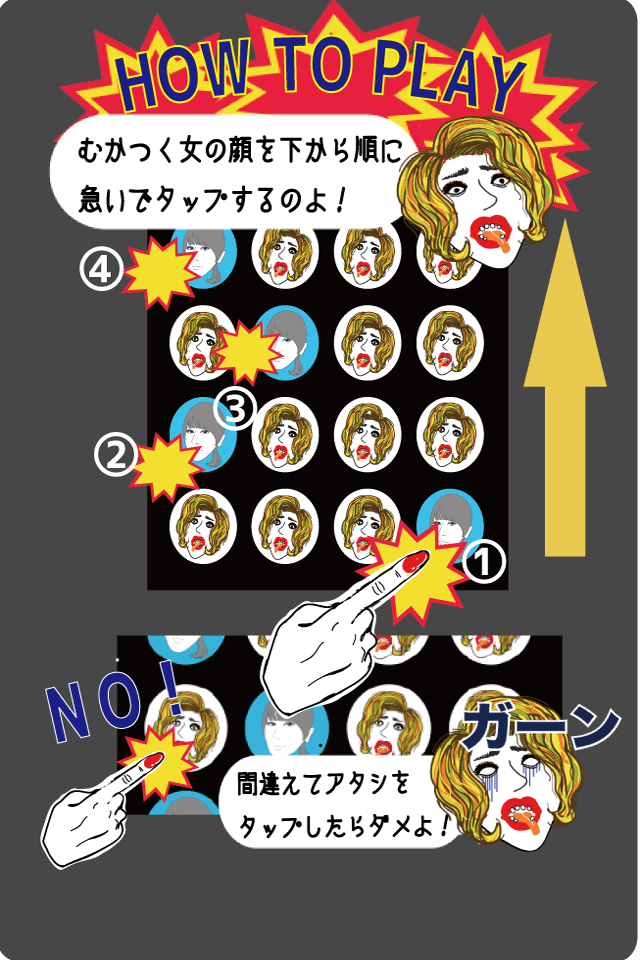 HOW TO PLAY
むかつく女の顔を下から順に
急いでタップするのよ！
④
③
②
①
NO！
ガーン
間違えてアタシを
タップしたらダメよ！